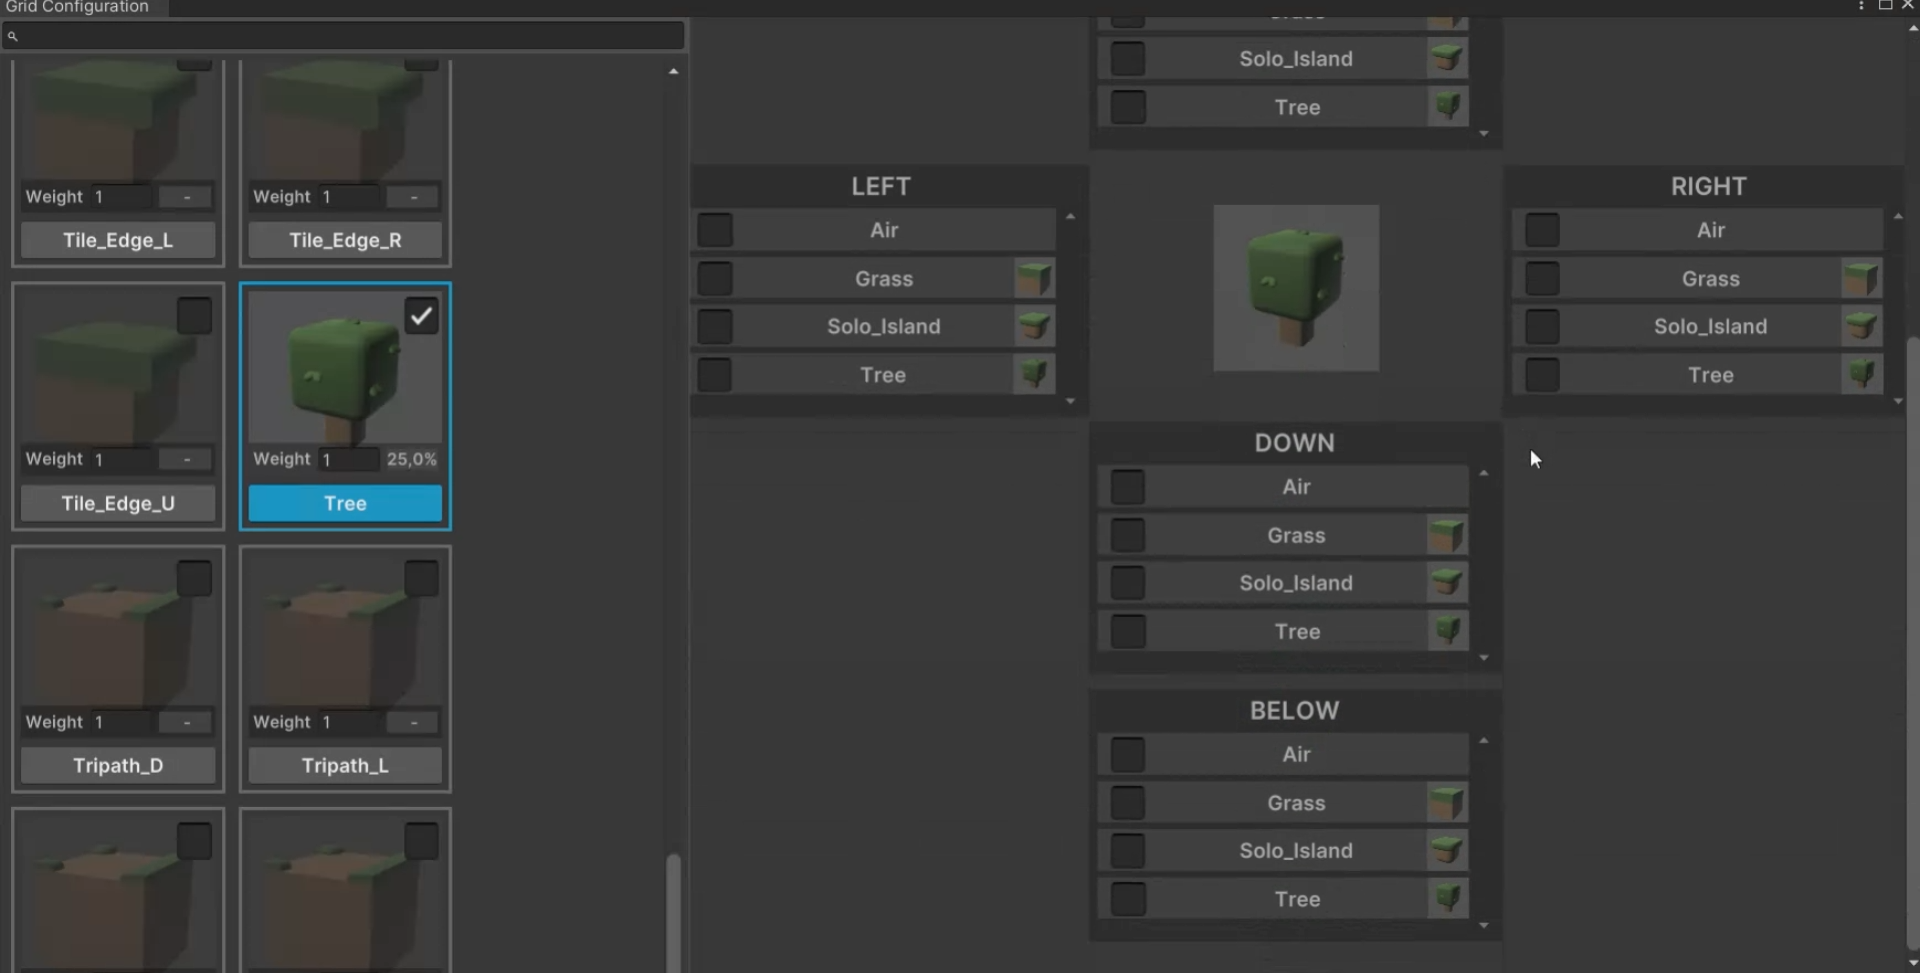 Grid Configuration
Weight 1 -
Tile_Edge_L
Weight 1 -
Tile_Edge_R
Weight 1 -
Tile_Edge_U
Weight 1 25,0%
Tree
Weight 1 -
Tripath_D
Weight 1 -
Tripath_L
Solo_Island
Tree
LEFT
Air
Grass
Solo_Island
Tree
RIGHT
Air
Grass
Solo_Island
Tree
DOWN
Air
Grass
Solo_Island
Tree
BELOW
Air
Grass
Solo_Island
Tree